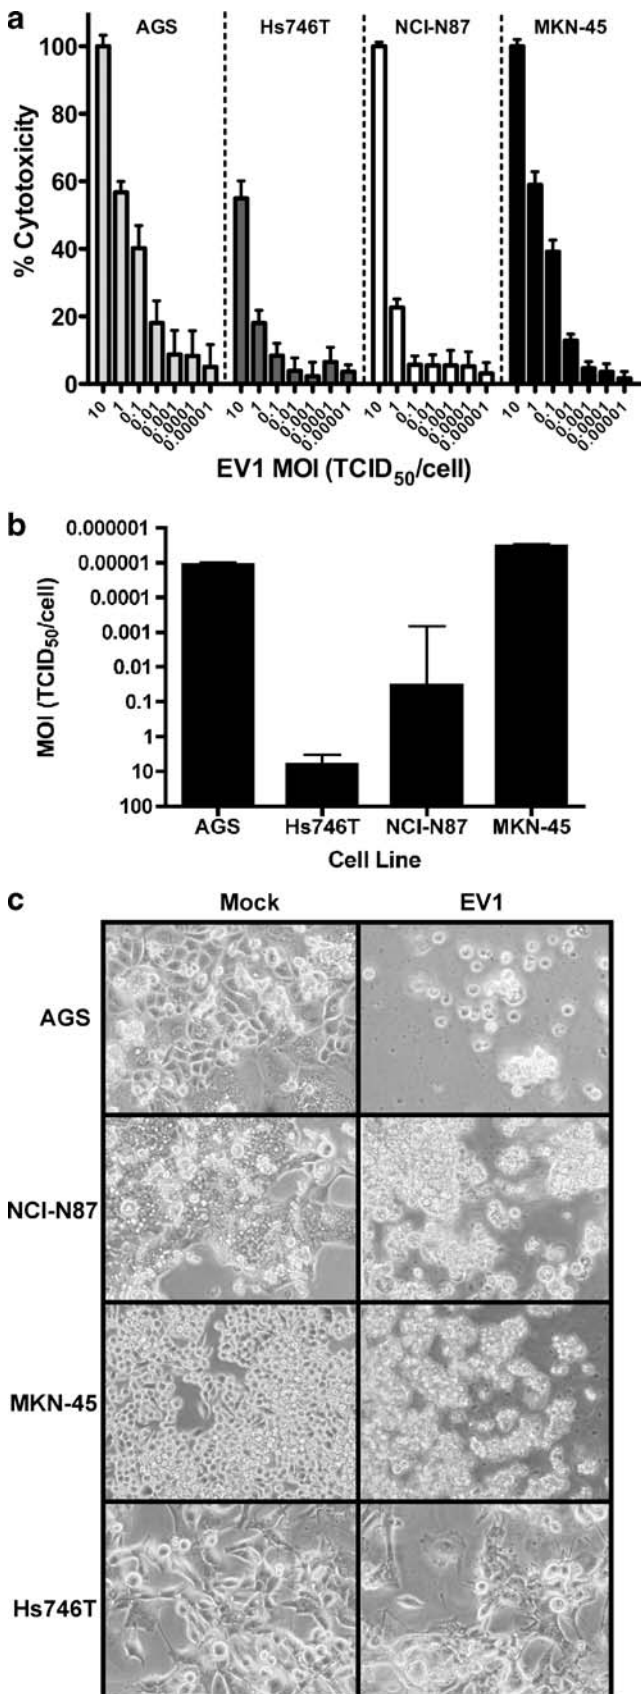 a
AGS Hs746T NCI-N87 MKN-45
% Cytotoxicity
100
80
60
40
20
0
10 1 0.1 0.01 0.001 0.0001 0.00001 10 1 0.1 0.01 0.001 0.0001 0.00001 10 1 0.1 0.01 0.001 0.0001 0.00001 10 1 0.1 0.01 0.001 0.0001 0.00001
EV1 MOI (TCID50/cell)
b
MOI (TCID50/cell)
0.000001
0.00001
0.0001
0.001
0.01
0.1
1
10
100
AGS Hs746T NCI-N87 MKN-45
Cell Line
c
Mock EV1
AGS
NCI-N87
MKN-45
Hs746T